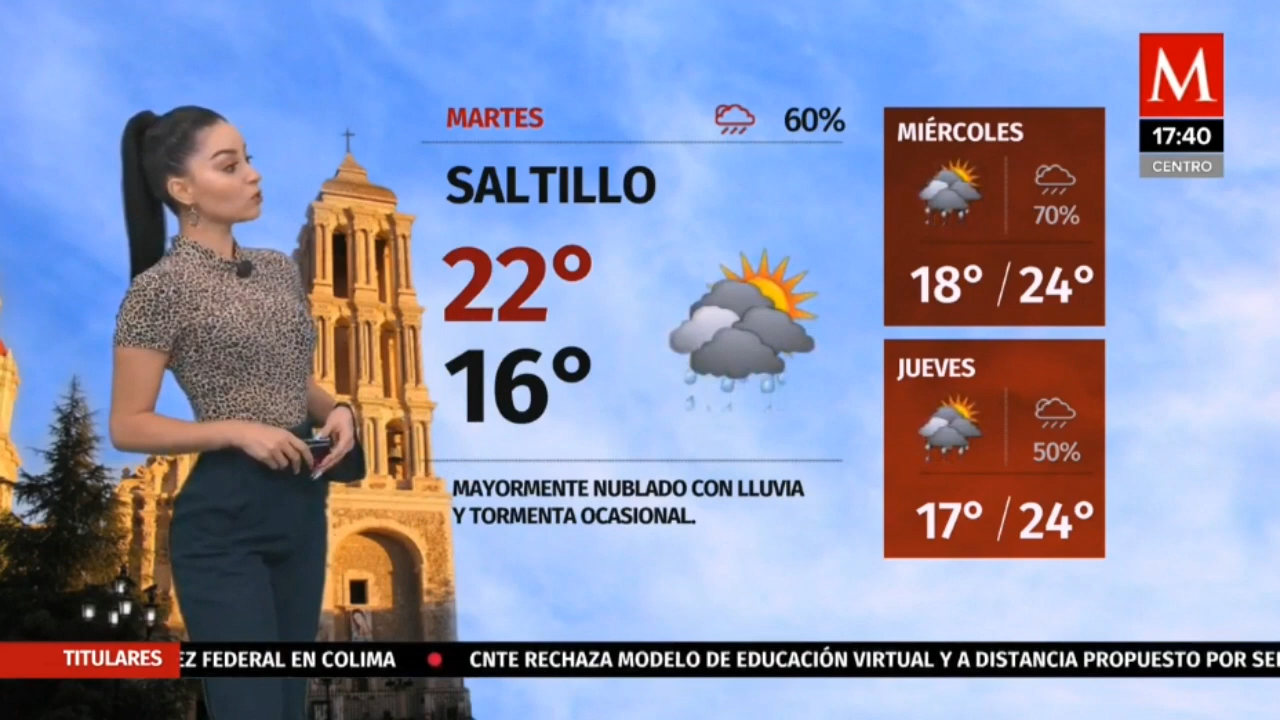 MARTES
60%
SALTILLO
22°
16°
MAYORMENTE NUBLADO CON LLUVIA
Y TORMENTA OCASIONAL.
MIÉRCOLES
70%
18° / 24°
JUEVES
50%
17° / 24°
M
17:40
CENTRO
TITULARES
EZ FEDERAL EN COLIMA
CNTE RECHAZA MODELO DE EDUCACIÓN VIRTUAL Y A DISTANCIA PROPUESTO POR